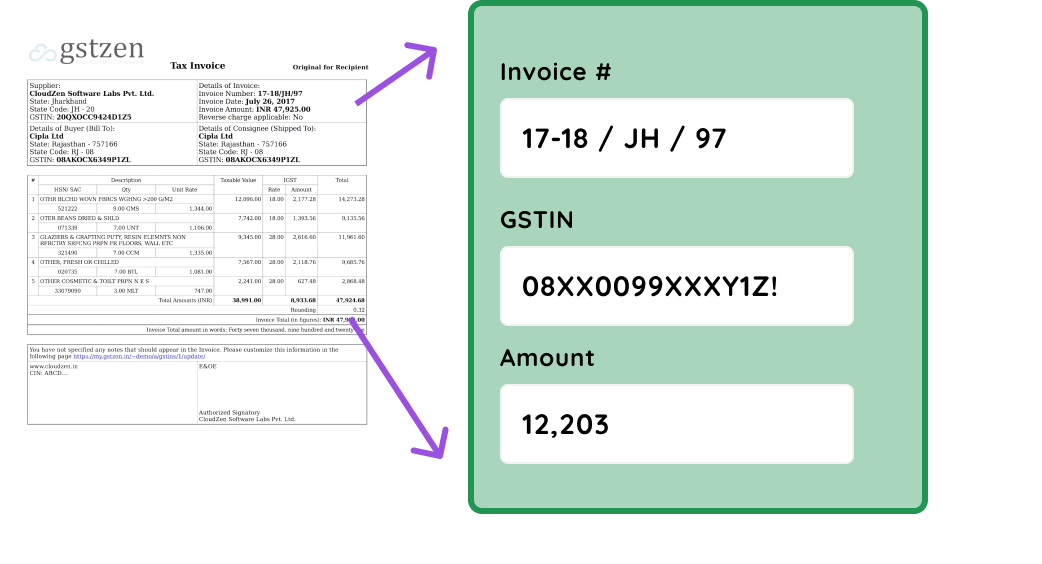 gstzen
Tax Invoice
Original for Recipient
Supplier:
CloudZen Software Labs Pvt. Ltd.
State: Jharkhand
State Code: JH - 20
GSTIN: 20QXOCC9424D1Z5
Details of Invoice:
Invoice Number: 17-18/JH/97
Invoice Date: July 26, 2017
Invoice Amount: INR 47,925.00
Reverse charge applicable: No
Details of Buyer (Bill To):
Cipla Ltd
State: Rajasthan - 757166
State Code: RJ - 08
GSTIN: 08AKOCX6349P1ZL
Details of Consignee (Shipped To):
Cipla Ltd
State: Rajasthan - 757166
State Code: RJ - 08
GSTIN: 08AKOCX6349P1ZL
# Description Taxable Value IGST Total
HSN/ SAC Qty Unit Rate Rate Amount
1 OTHR BLCHD WOVN FBRCS WGHNG >200 G/M2 12,096.00 18.00 2,177.28 14,273.28
521222 9.00 GMS 1,344.00
2 OTER BEANS DRIED & SHLD 7,742.00 18.00 1,393.56 9,135.56
071339 7.00 UNT 1,106.00
3 GLAZIERS & GRAFTING PUTY, RESIN ELEMNTS NON 9,345.00 28.00 2,616.60 11,961.60
RFRCTRY SRFCNG PRPN FR FLOORS, WALL ETC
321490 7.00 CCM 1,335.00
4 OTHER, FRESH OR CHILLED 7,567.00 28.00 2,118.76 9,685.76
020735 7.00 BTL 1,081.00
5 OTHER COSMETIC & TOILT PRPN N E S 2,241.00 28.00 627.48 2,868.48
33079090 3.00 MLT 747.00
Total Amounts (INR) 38,991.00 8,933.68 47,924.68
Rounding 0.32
Invoice Total (in figures): INR
Invoice Total amount in words: Forty seven thousand, nine hundred and twenty
You have not specified any notes that should appear in the Invoice. Please customize this information in the
following page https://my.gstzen.in/~demo/a/gstins/1/update/
www.cloudzen.in
CIN: ABCD....
E&OE
Authorized Signatory
CloudZen Software Labs Pvt. Ltd.
Invoice #
17-18 / JH / 97
GSTIN
08XX0099XXXY1Z!
Amount
12,203